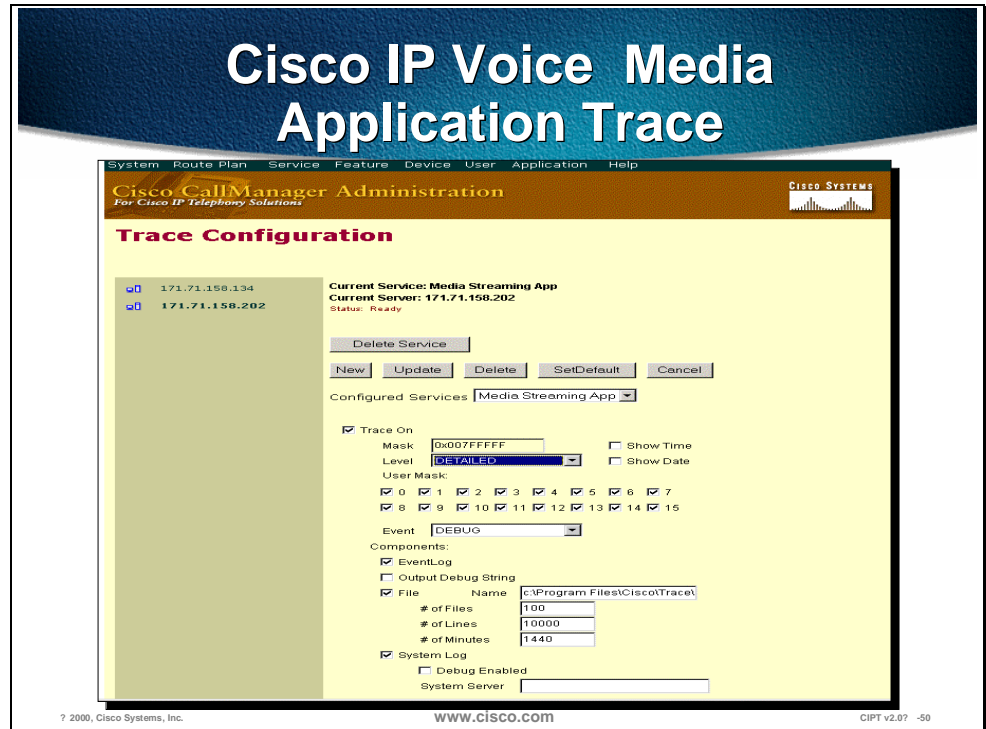 Cisco IP Voice Media
Application Trace
System Route Plan Service Feature Device User Application Help
Cisco CallManager Administration
For Cisco IP Telephony Solutions
CISCO SYSTEMS
Trace Configuration
171.71.158.134
171.71.158.202
Current Service: Media Streaming App
Current Server: 171.71.158.202
Status: Ready
Delete Service
New Update Delete SetDefault Cancel
Configured Services Media Streaming App
Trace On
Mask 0x007FFFFF Show Time
Level DETAILED Show Date
User Mask:
0 1 2 3 4 5 6 7
8 9 10 11 12 13 14 15
Event DEBUG
Components:
EventLog
Output Debug String
File Name c:\Program Files\Cisco\Trace\
# of Files 100
# of Lines 10000
# of Minutes 1440
System Log
Debug Enabled
System Server
? 2000, Cisco Systems, Inc. www.cisco.com CIPT v2.0? -50